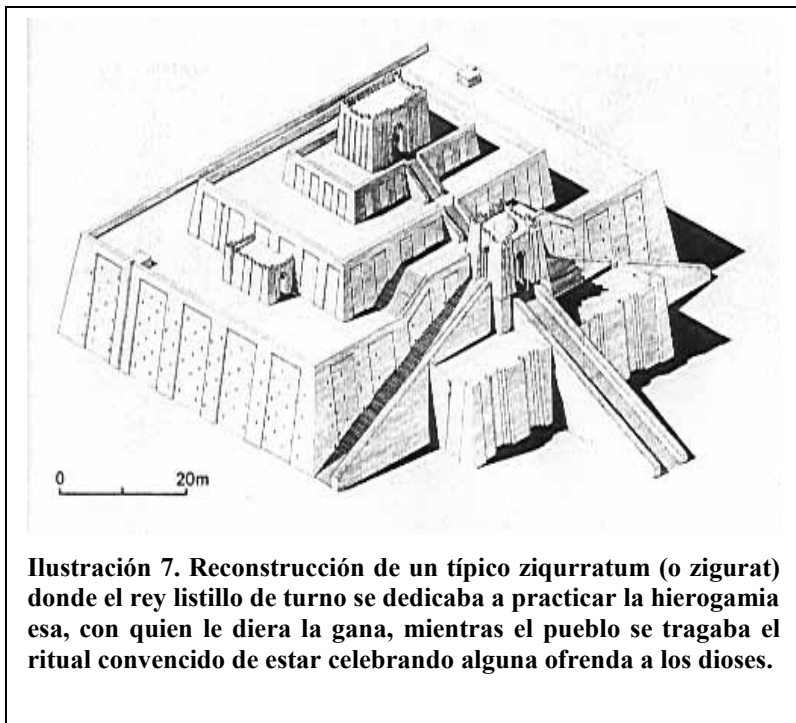 0 20m
Ilustración 7. Reconstrucción de un típico ziqurratum (o zigurat)
donde el rey listillo de turno se dedicaba a practicar la hierogamia
esa, con quien le diera la gana, mientras el pueblo se tragaba el
ritual convencido de estar celebrando alguna ofrenda a los dioses.